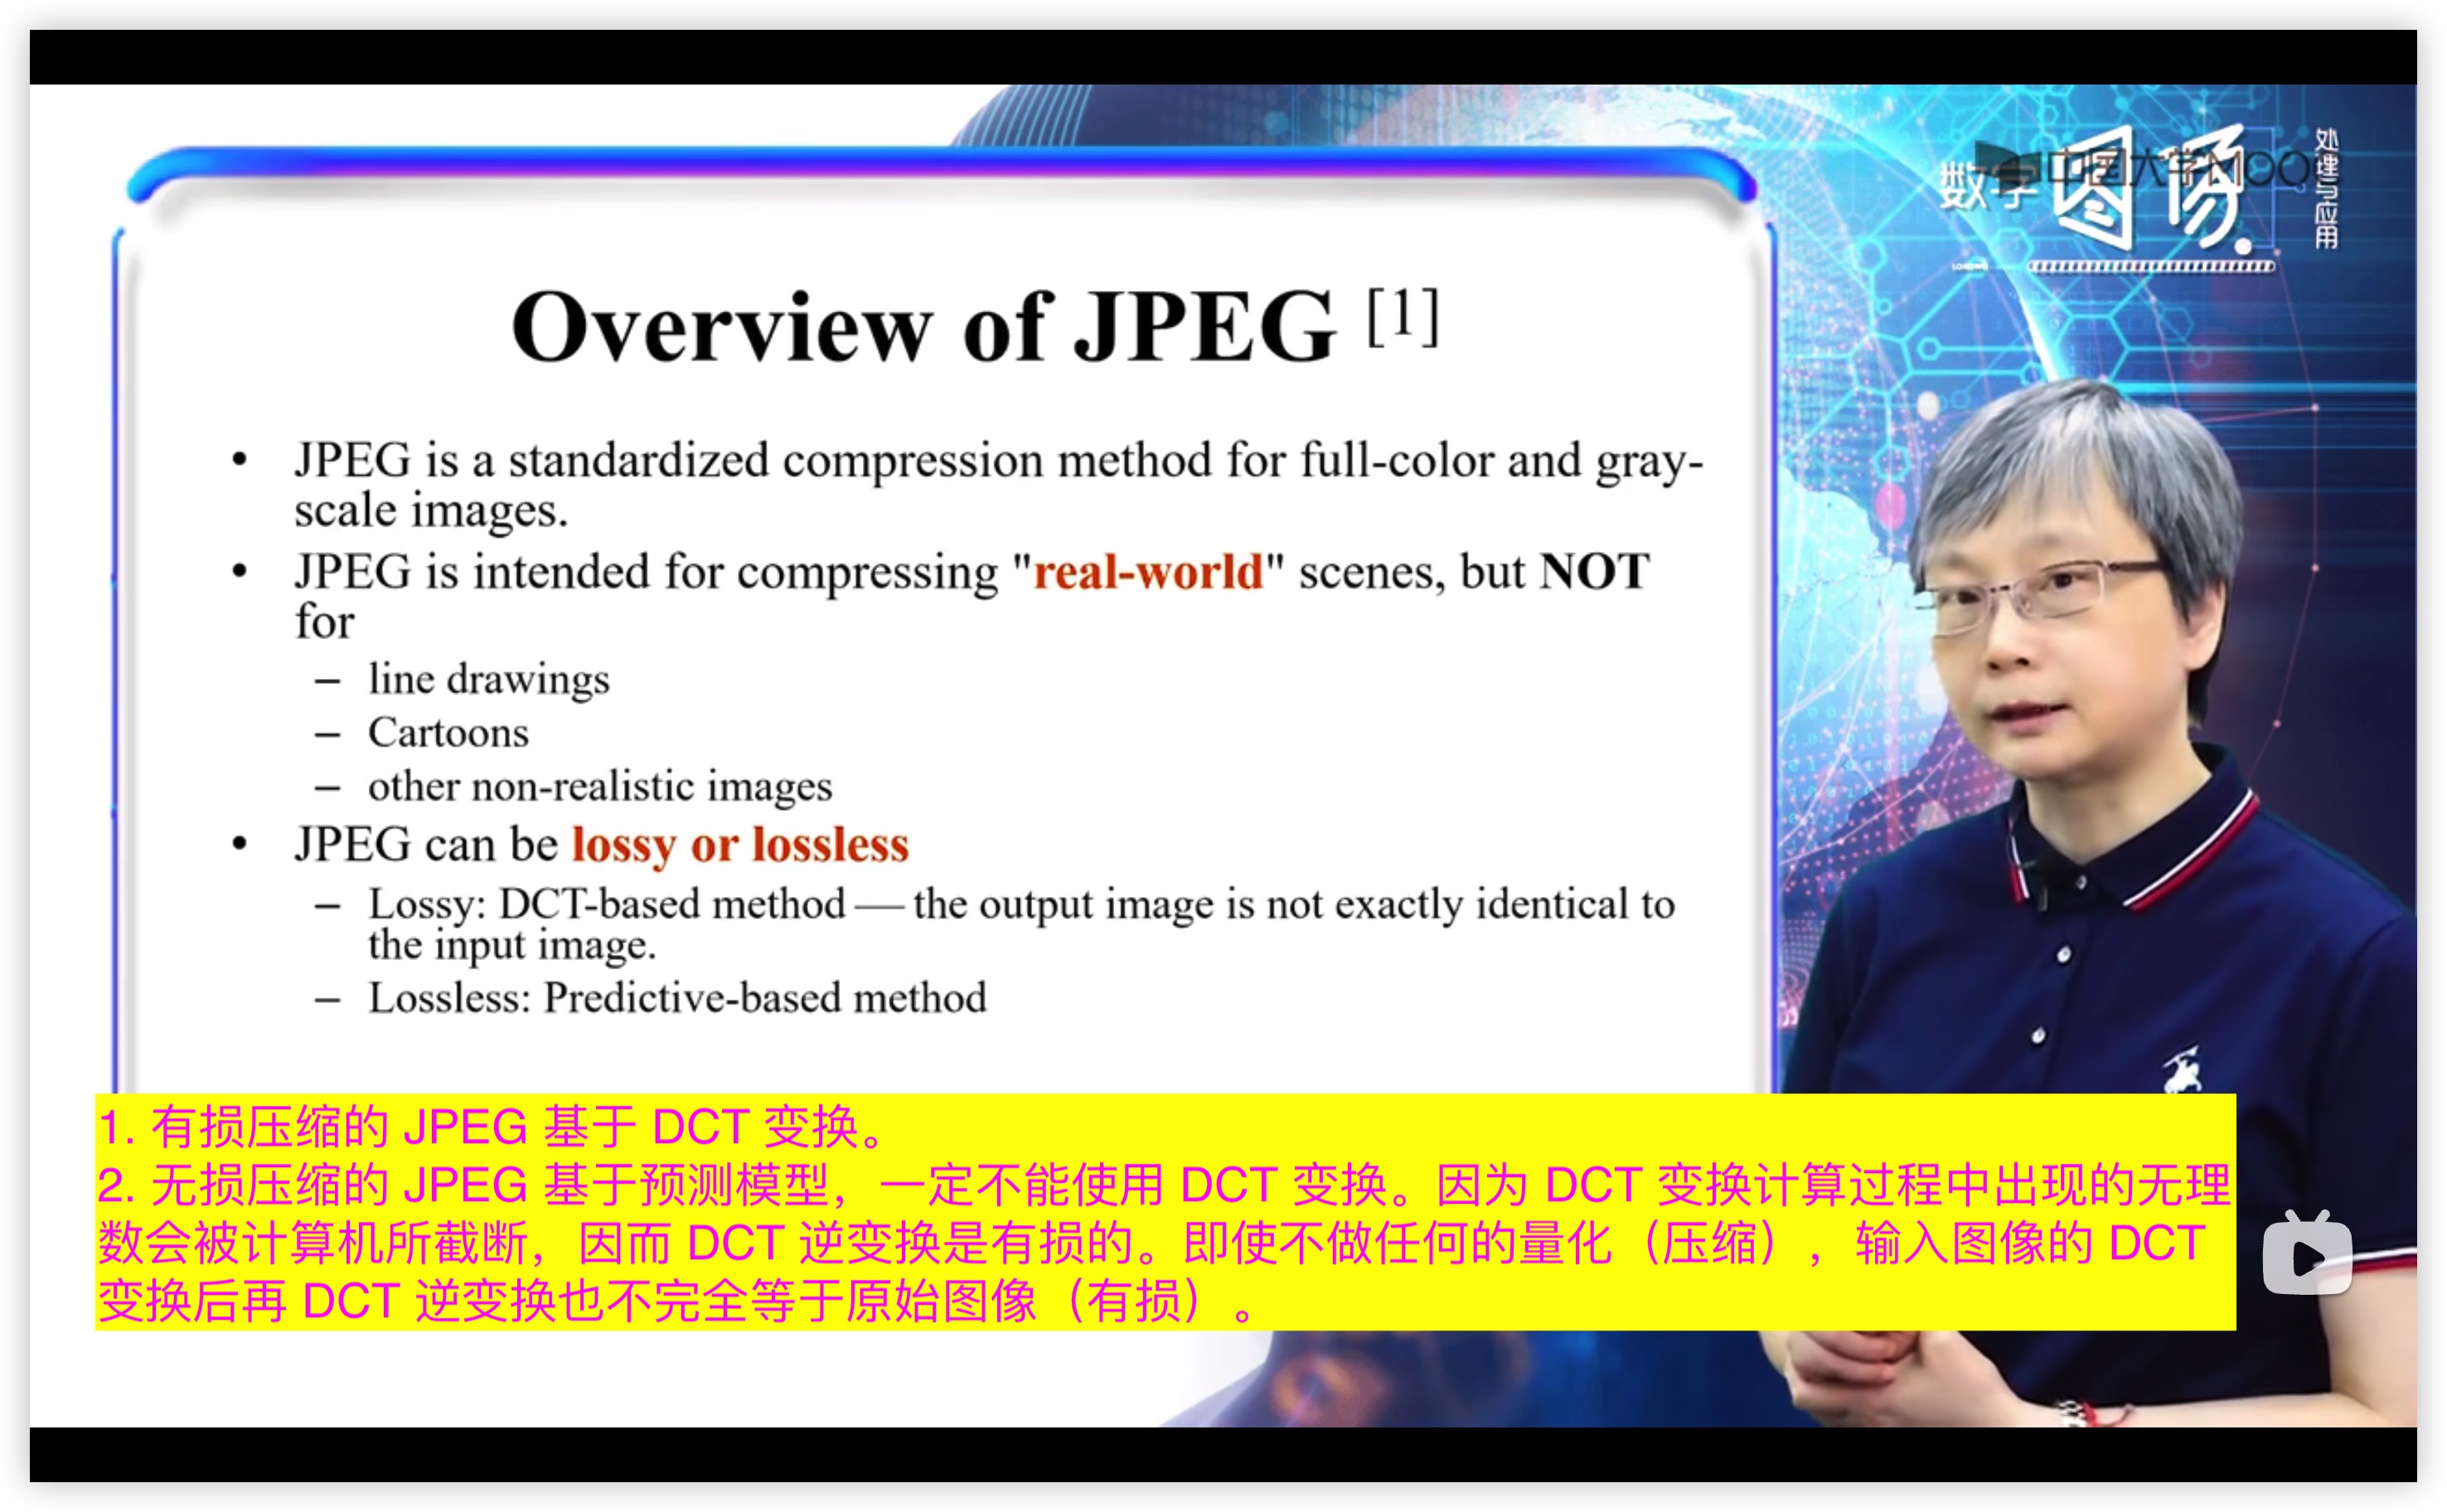 数字图像
处理与应用
中国大学MOOC
LOADING
Overview of JPEG [1]
• JPEG is a standardized compression method for full-color and gray-
scale images.
• JPEG is intended for compressing "real-world" scenes, but NOT
for
– line drawings
– Cartoons
– other non-realistic images
• JPEG can be lossy or lossless
– Lossy: DCT-based method — the output image is not exactly identical to
the input image.
– Lossless: Predictive-based method
1. 有损压缩的 JPEG 基于 DCT 变换。
2. 无损压缩的 JPEG 基于预测模型，一定不能使用 DCT 变换。因为 DCT 变换计算过程中出现的无理
数会被计算机所截断，因而 DCT 逆变换是有损的。即使不做任何的量化（压缩），输入图像的 DCT
变换后再 DCT 逆变换也不完全等于原始图像（有损）。